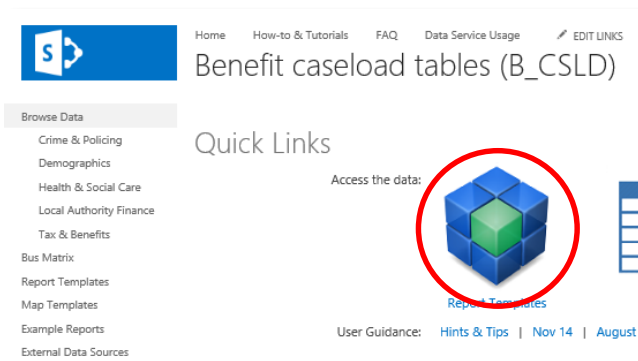 S
Home How-to & Tutorials FAQ Data Service Usage EDIT LINKS
Benefit caseload tables (B_CSLD)
Browse Data
Crime & Policing
Demographics
Health & Social Care
Local Authority Finance
Tax & Benefits
Bus Matrix
Report Templates
Map Templates
Example Reports
External Data Sources
Quick Links
Access the data:
Report Templates
User Guidance: Hints & Tips | Nov 14 | August